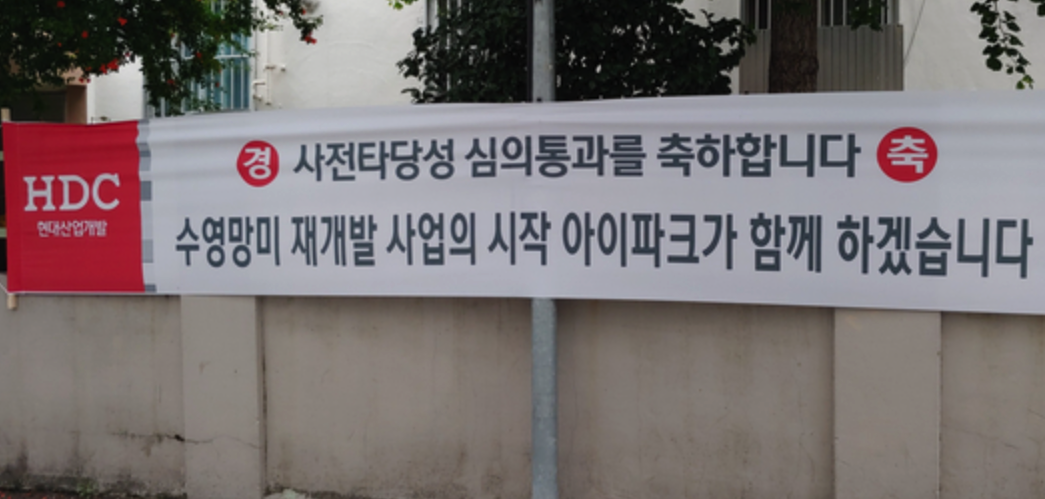 HDC
현대산업개발
경 사전타당성 심의통과를 축하합니다 축
수영망미 재개발 사업의 시작 아이파크가 함께 하겠습니다